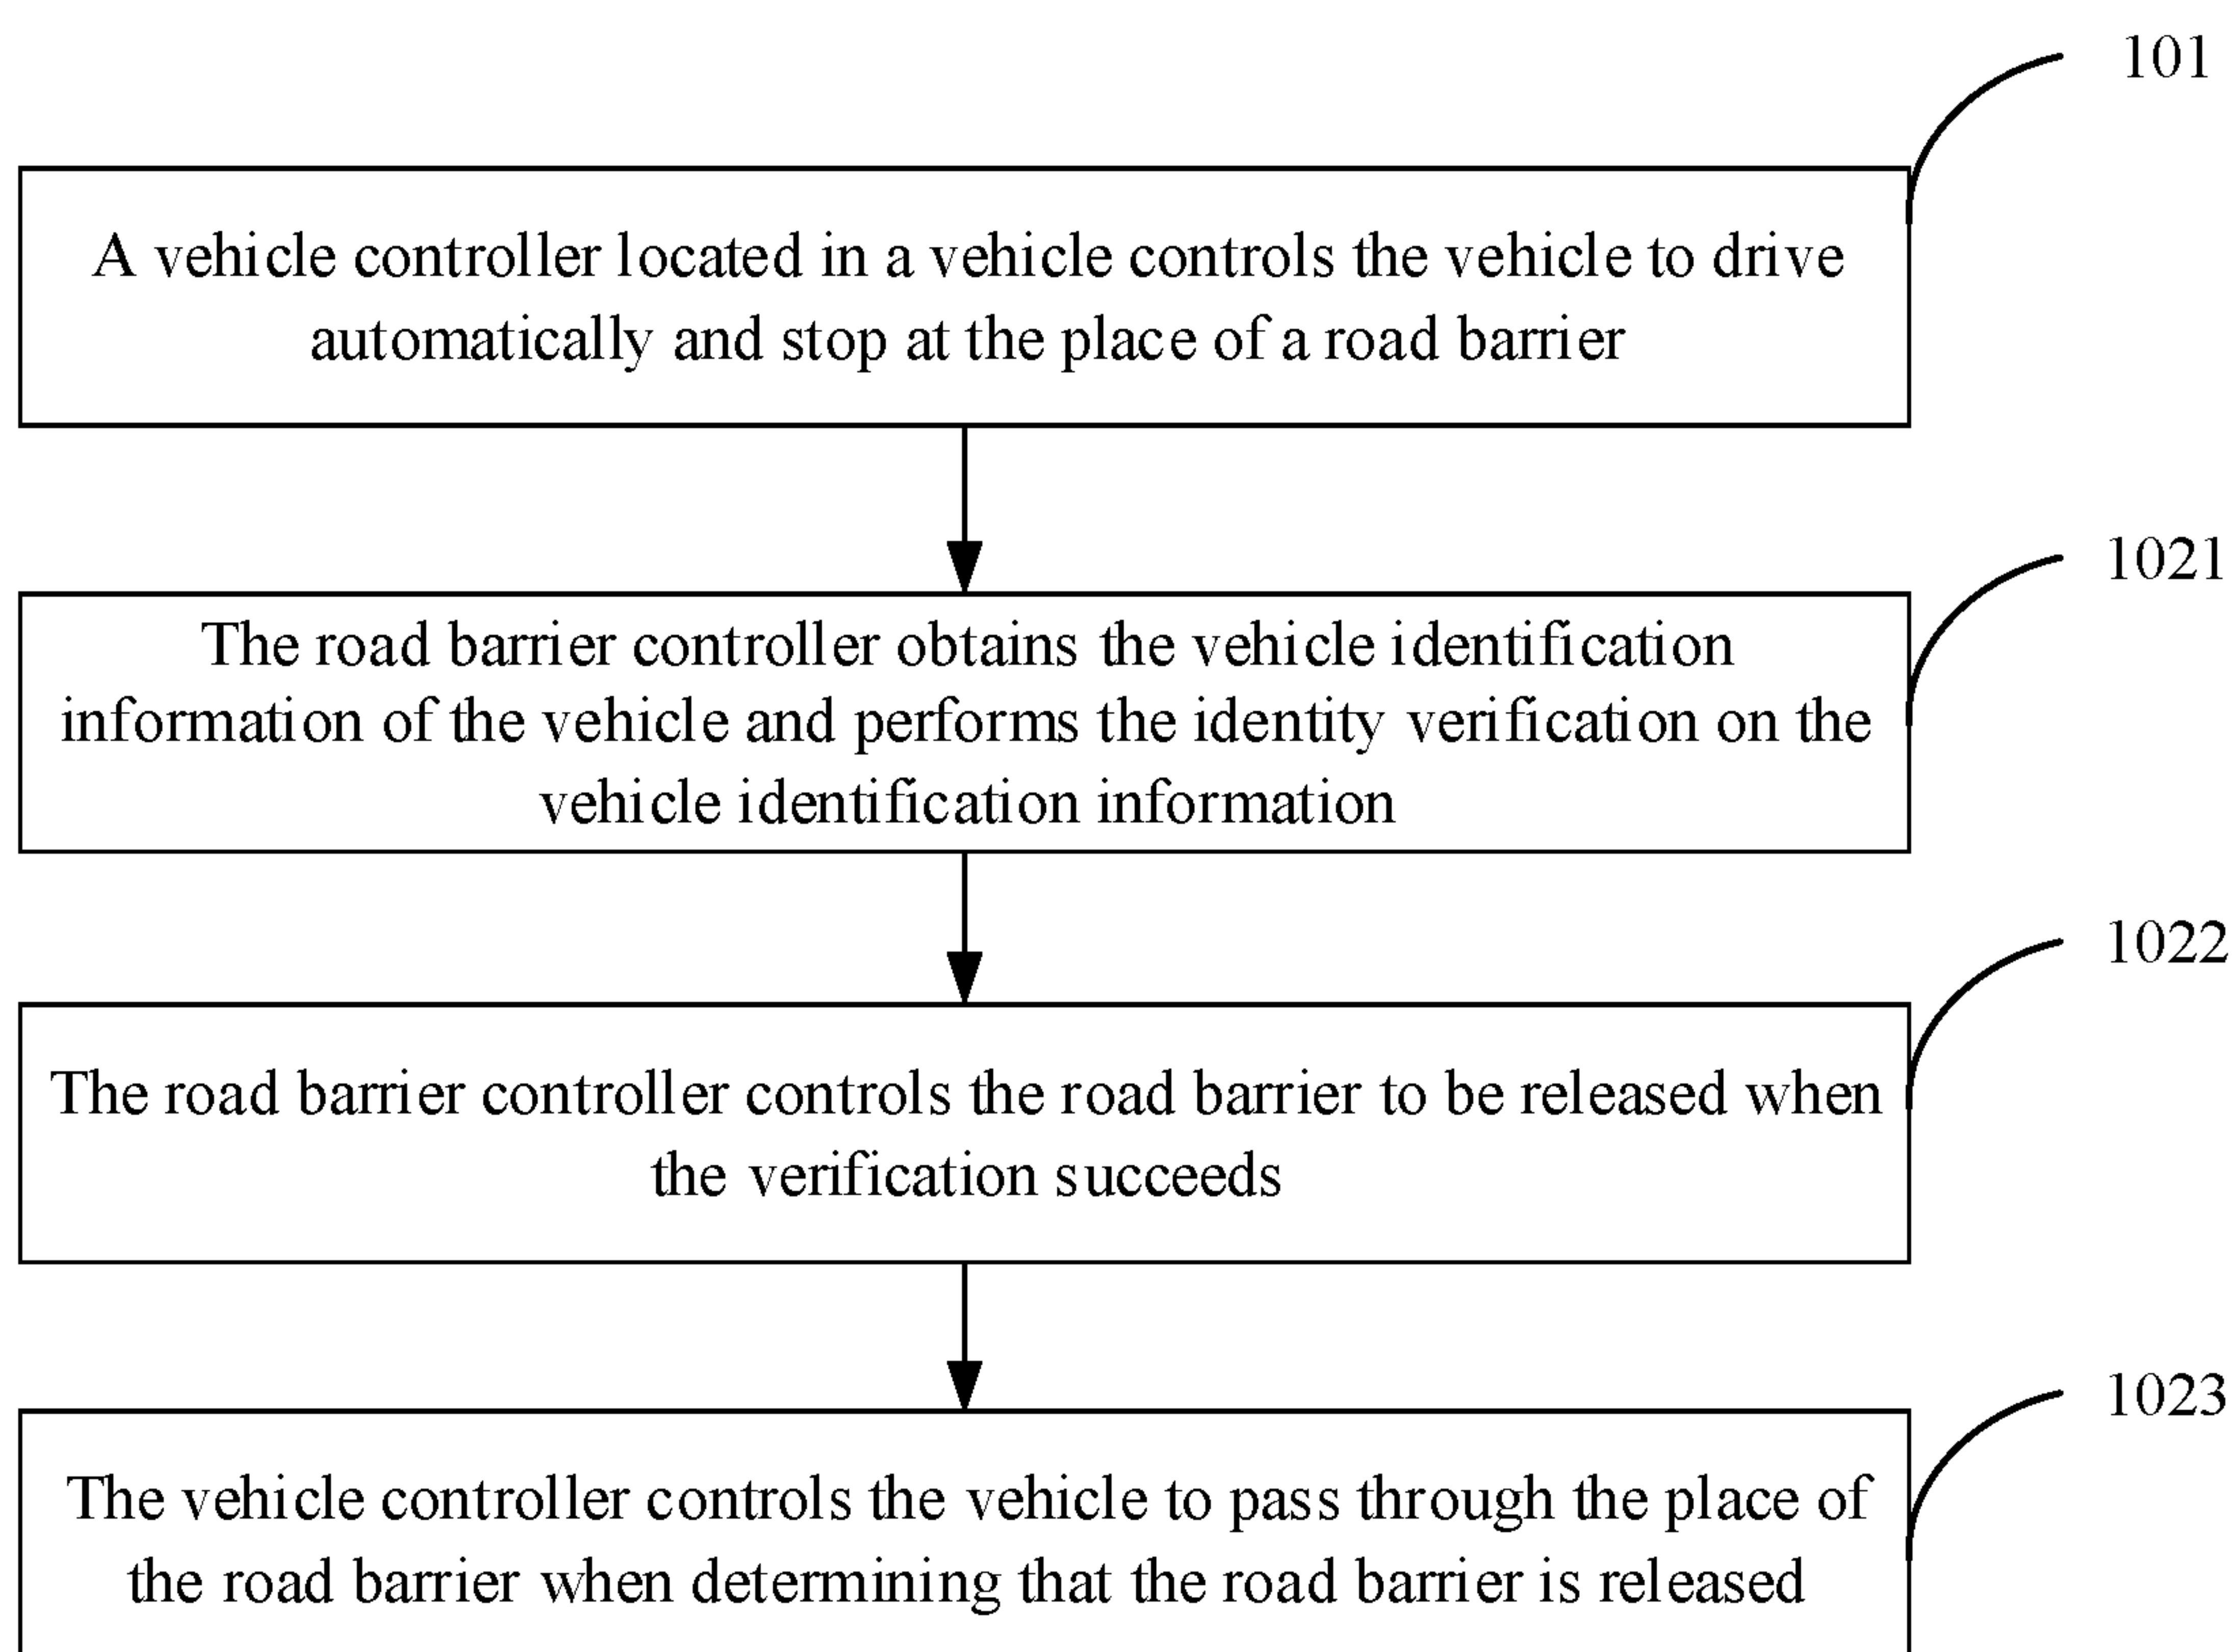 101
A vehicle controller located in a vehicle controls the vehicle to drive
automatically and stop at the place of a road barrier
1021
The road barrier controller obtains the vehicle identification
information of the vehicle and performs the identity verification on the
vehicle identification information
1022
The road barrier controller controls the road barrier to be released when
the verification succeeds
1023
The vehicle controller controls the vehicle to pass through the place of
the road barrier when determining that the road barrier is released